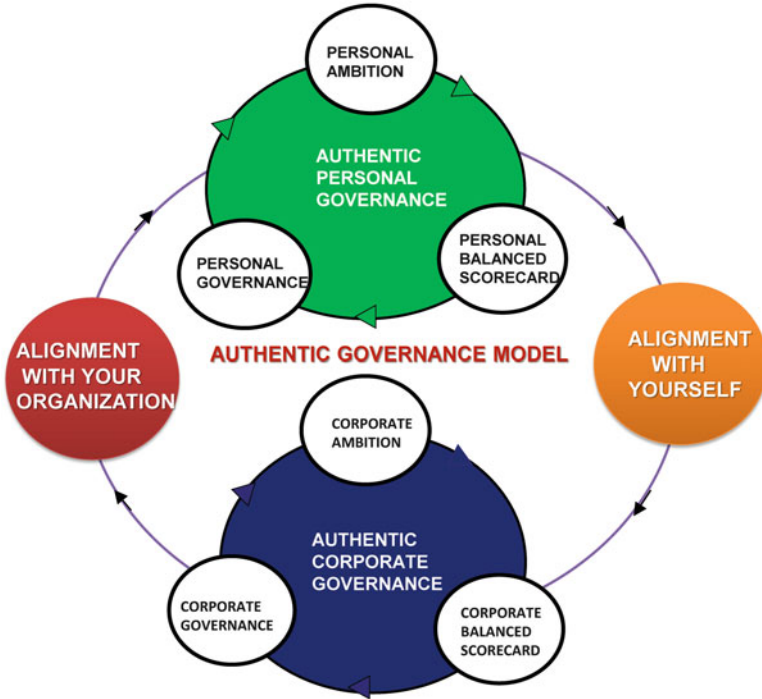 PERSONAL
AMBITION
AUTHENTIC
PERSONAL
GOVERNANCE
PERSONAL
GOVERNANCE
PERSONAL
BALANCED
SCORECARD
ALIGNMENT
WITH YOUR
ORGANIZATION
AUTHENTIC GOVERNANCE MODEL
ALIGNMENT
WITH
YOURSELF
CORPORATE
AMBITION
AUTHENTIC
CORPORATE
GOVERNANCE
CORPORATE
GOVERNANCE
CORPORATE
BALANCED
SCORECARD